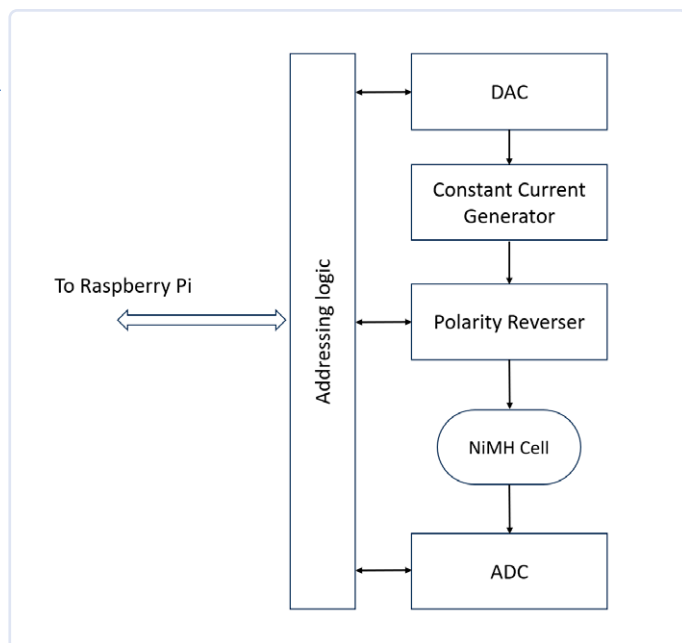 DAC
Constant Current
Generator
To Raspberry Pi
Addressing logic
Polarity Reverser
NiMH Cell
ADC